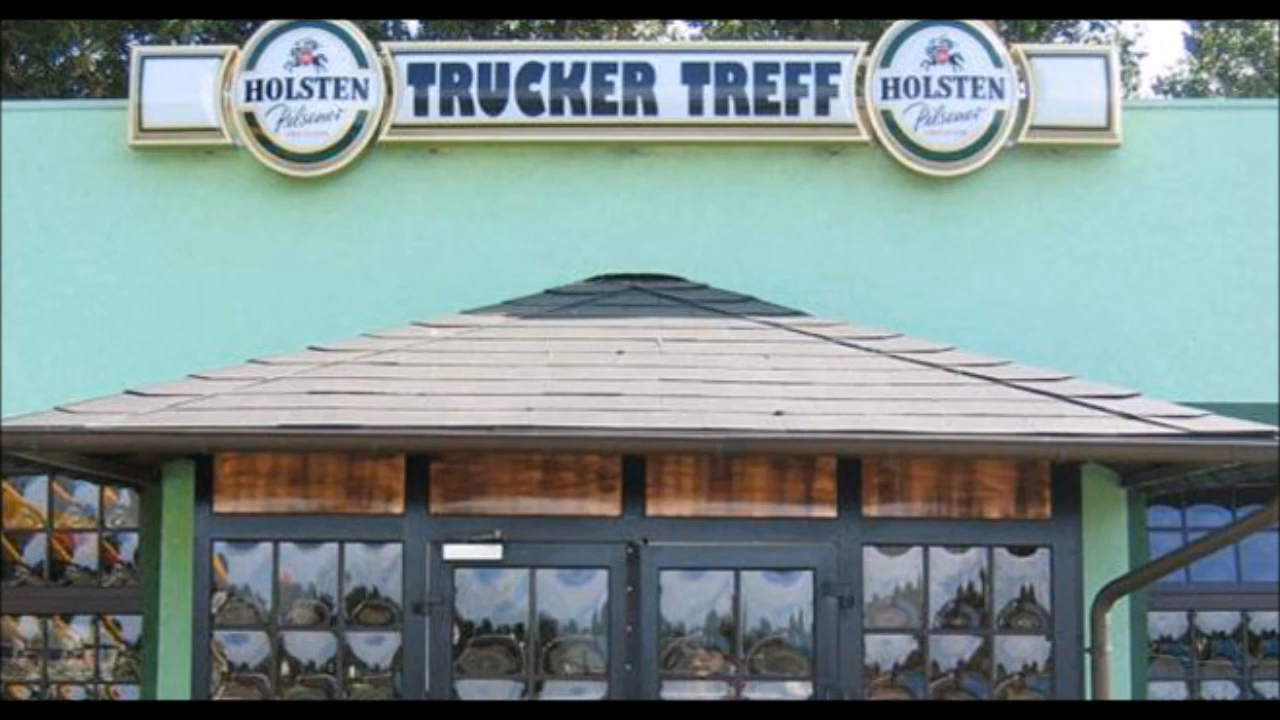 HOLSTEN
Pilsener
TRUCKER TREFF
HOLSTEN
Pilsener